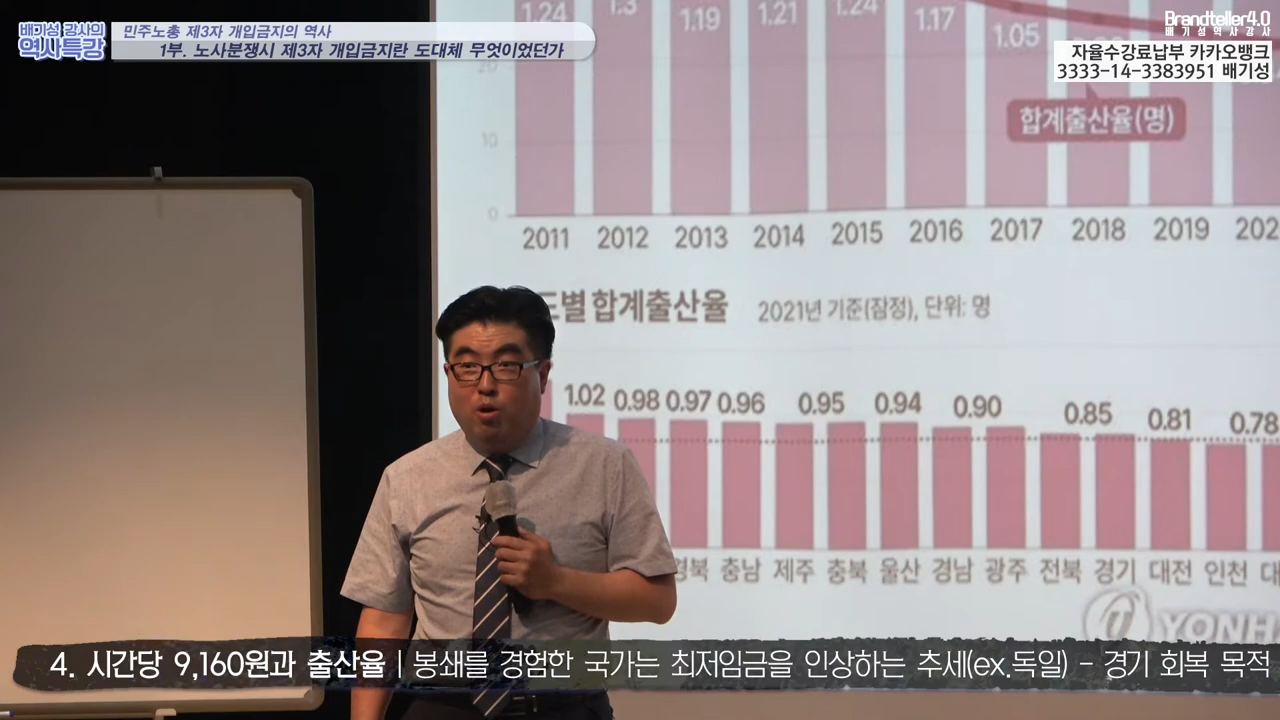 배기성 강사의
역사특강
민주노총 제3자 개입금지의 역사
1부. 노사분쟁시 제3자 개입금지란 도대체 무엇이었던가
Brandteller4.0
배기성역사강사
자율수강료납부 카카오뱅크
3333-14-3383951 배기성
1.24 1.3 1.19 1.21 1.24 1.17 1.05
20
합계출산율(명)
10
0
2011 2012 2013 2014 2015 2016 2017 2018 2019 202
도별 합계출산율 2021년 기준(잠정), 단위: 명
1.02 0.98 0.97 0.96 0.95 0.94 0.90 0.85 0.81 0.78
경북 충남 제주 충북 울산 경남 광주 전북 경기 대전 인천 대
YONH
4. 시간당 9,160원과 출산율 | 봉쇄를 경험한 국가는 최저임금을 인상하는 추세(ex.독일) - 경기 회복 목적